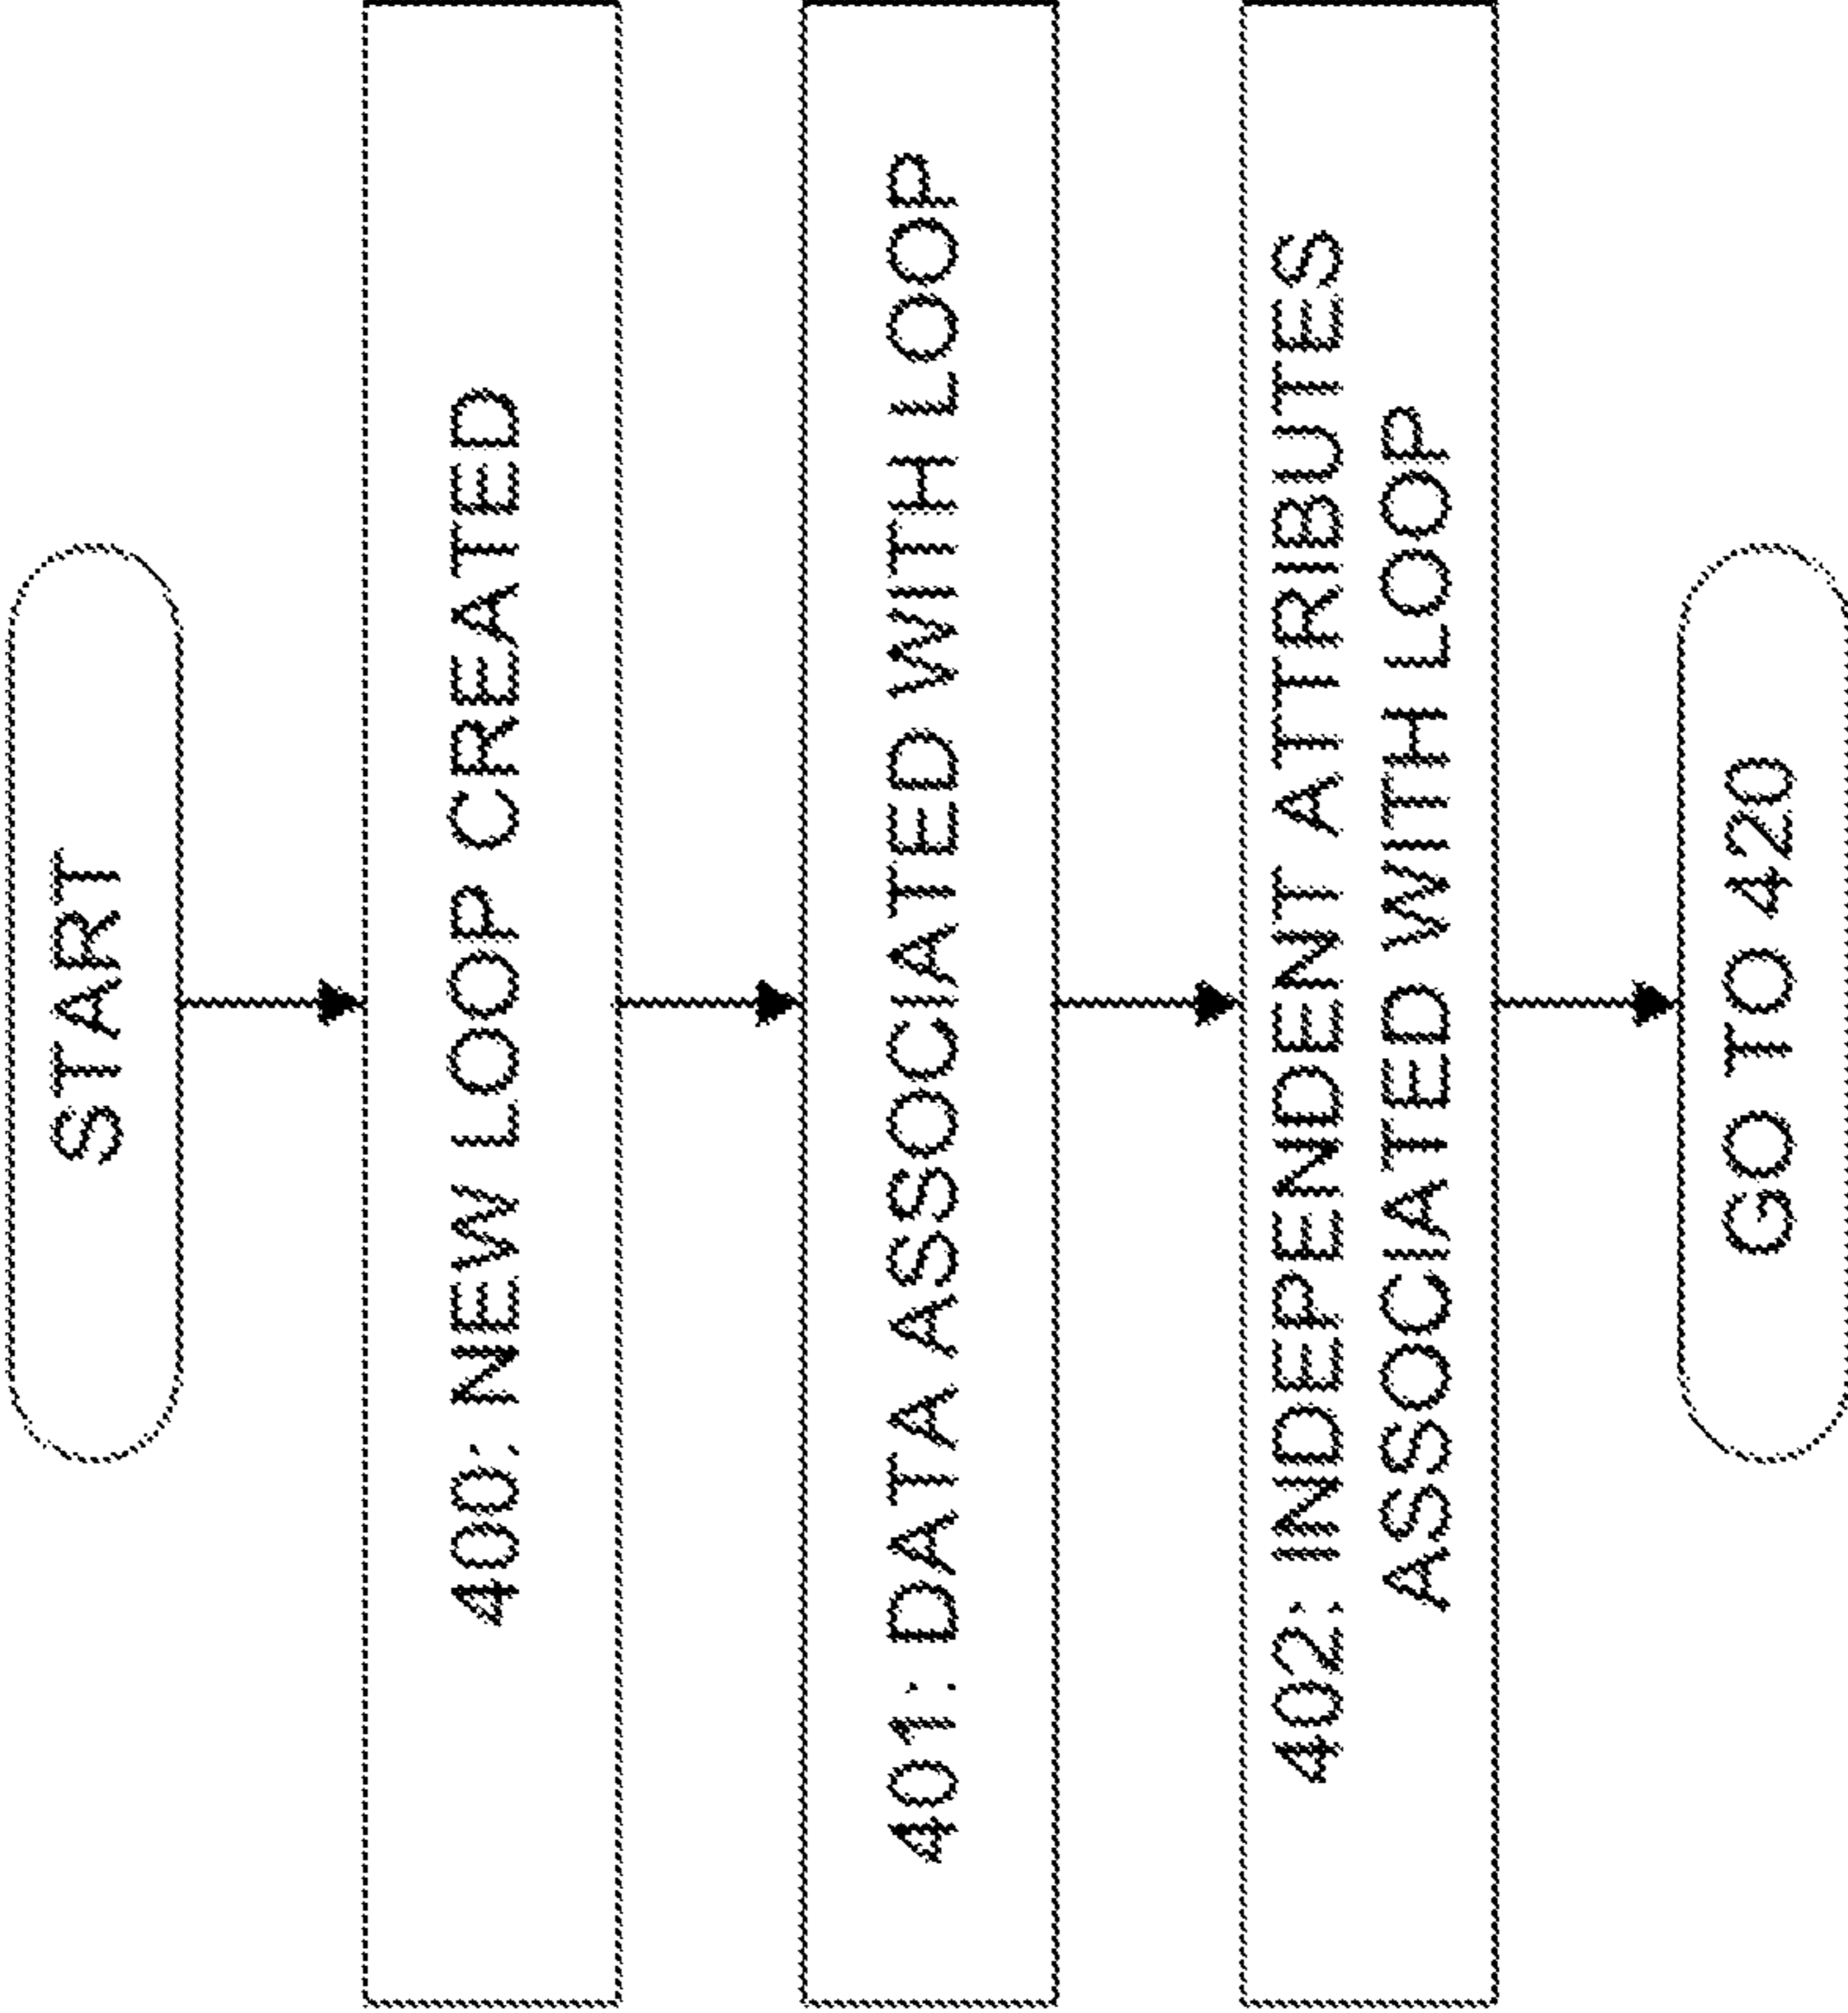 START
400: NEW LOOP CREATED
401: DATA ASSOCIATED WITH LOOP
402: INDEPENDENT ATTRIBUTES
ASSOCIATED WITH LOOP
GO TO 420